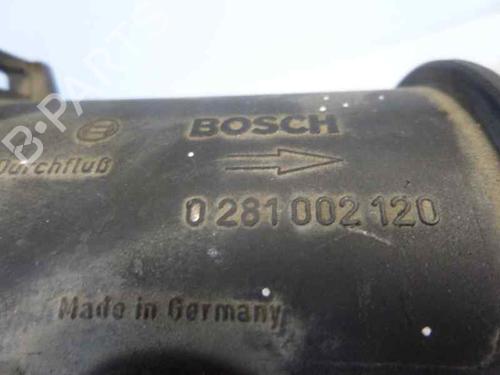 BOSCH
Durchfluß
0 281 002 120
Made in Germany
B-PARTS